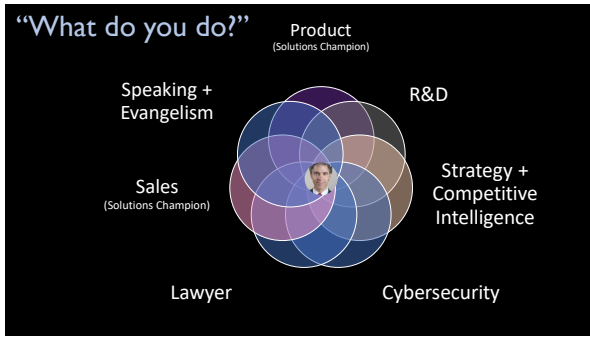 “What do you do?”
Product
(Solutions Champion)
Speaking +
Evangelism
R&D
Sales
(Solutions Champion)
Strategy +
Competitive
Intelligence
Lawyer
Cybersecurity